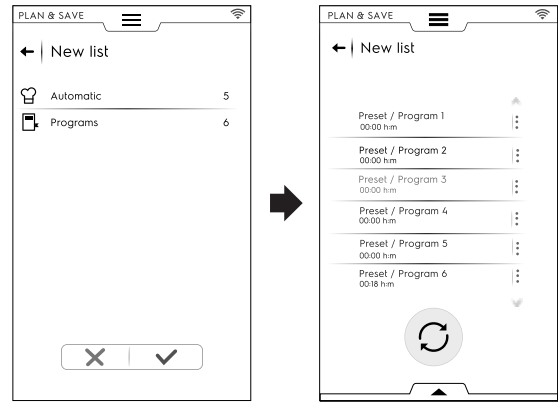 PLAN & SAVE
New list
Automatic 5
Programs 6
PLAN & SAVE
New list
Preset / Program 1
00:00 h:m
Preset / Program 2
00:00 h:m
Preset / Program 3
00:00 h:m
Preset / Program 4
00:00 h:m
Preset / Program 5
00:00 h:m
Preset / Program 6
00:18 h:m